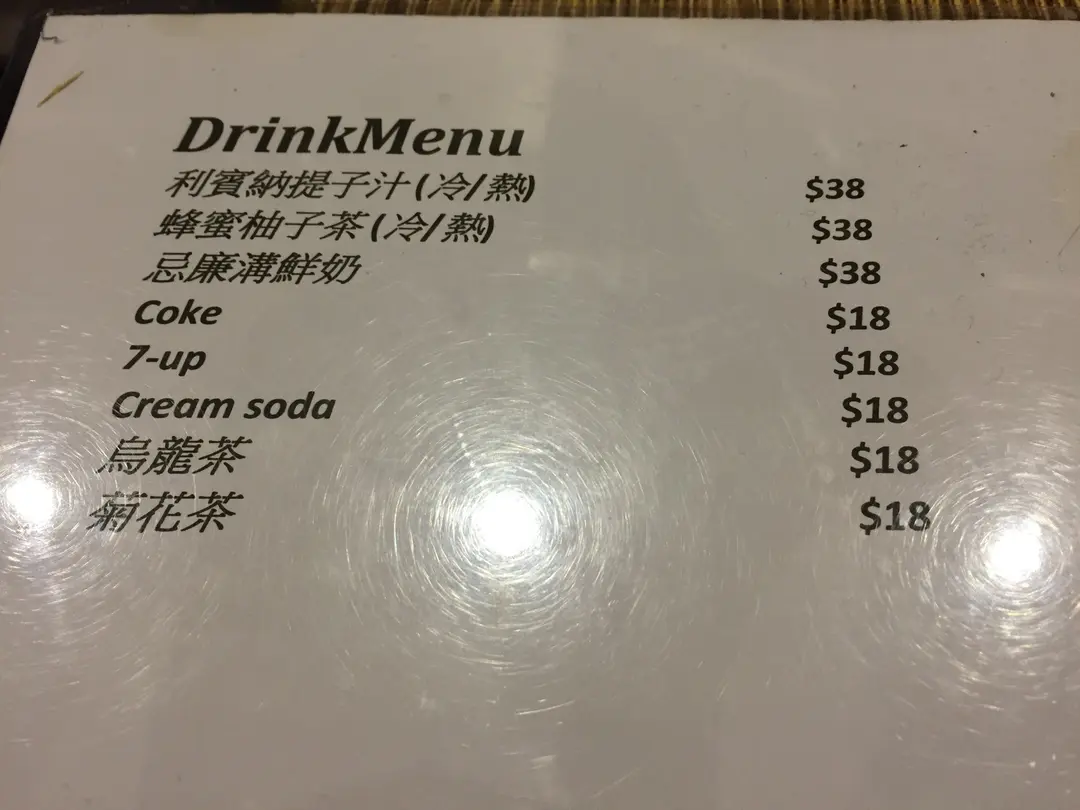 DrinkMenu
利賓納提子汁(冷/熱) $38
蜂蜜柚子茶(冷/熱) $38
忌廉溝鮮奶 $38
Coke $18
7-up $18
Cream soda $18
烏龍茶 $18
菊花茶 $18